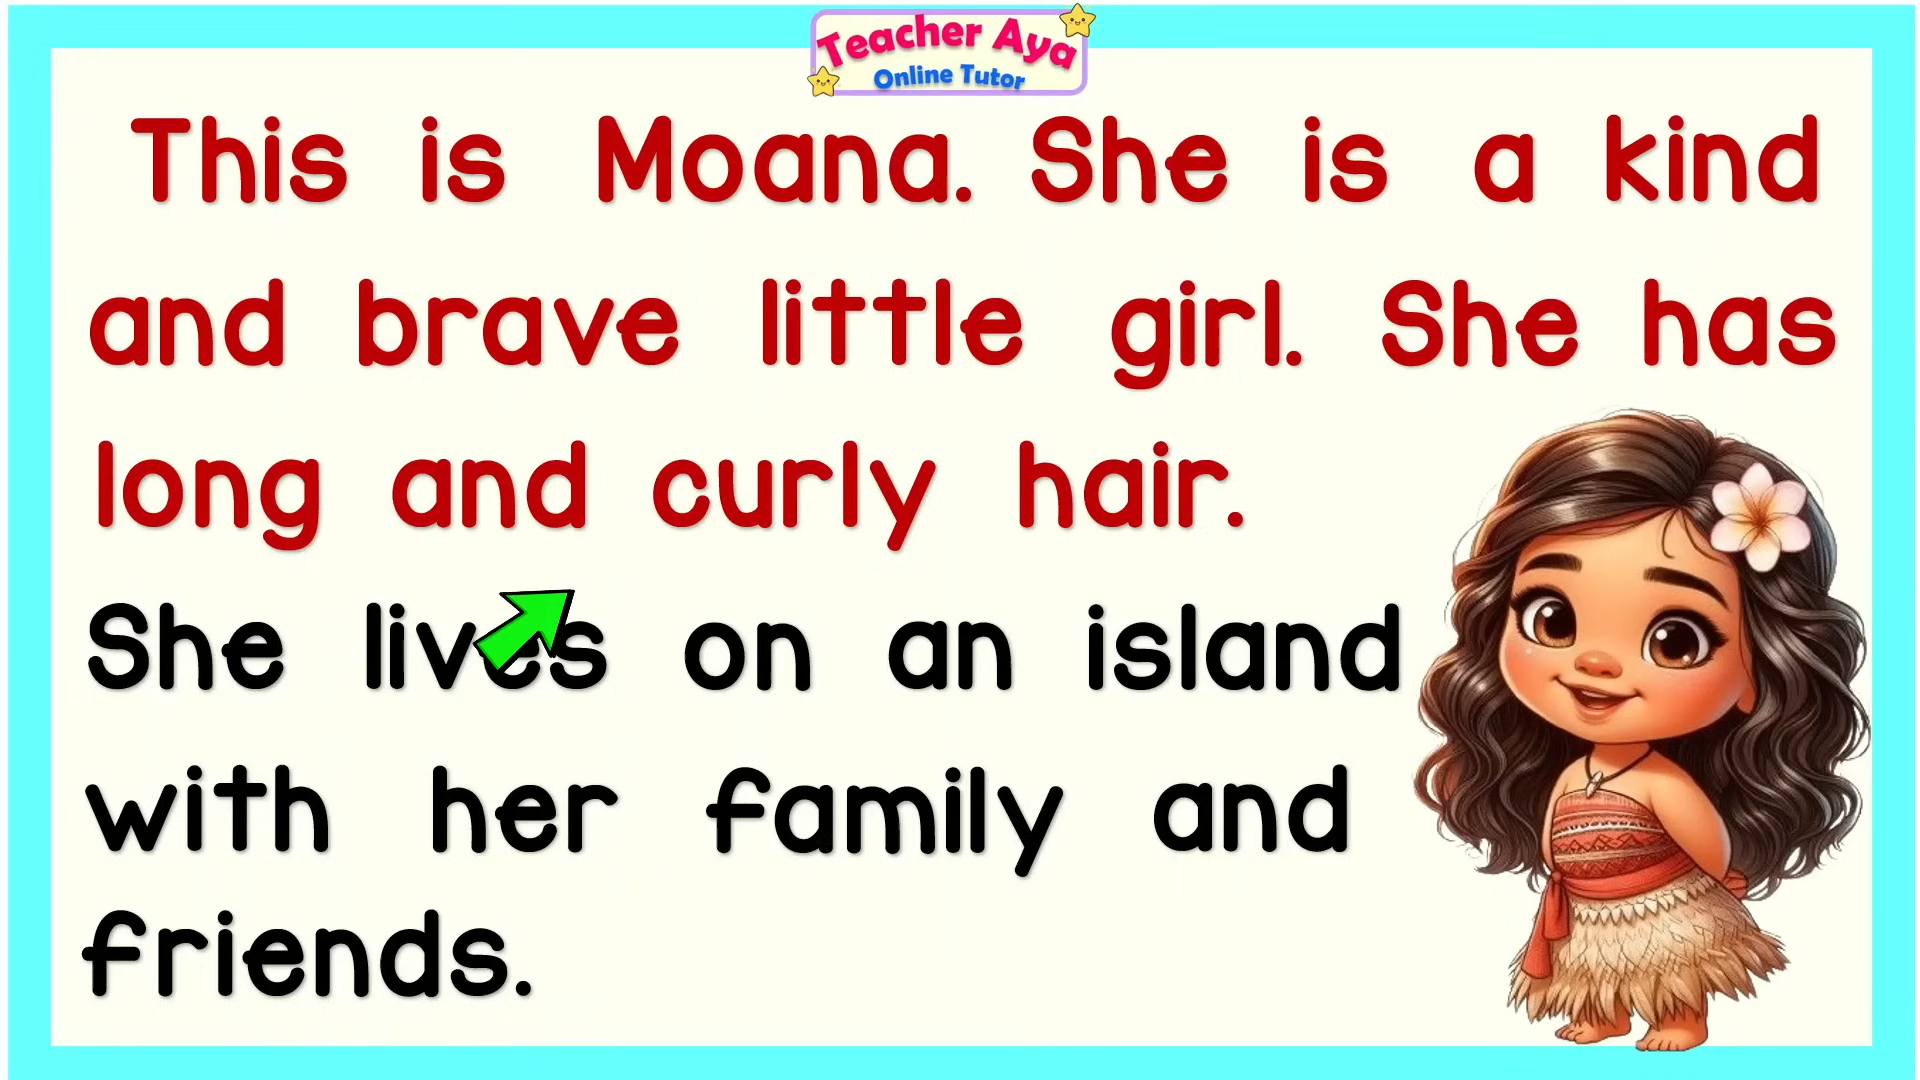 Teacher Aya
Online Tutor
This is Moana. She is a kind
and brave little girl. She has
long and curly hair.
She lives on an island
with her family and
friends.